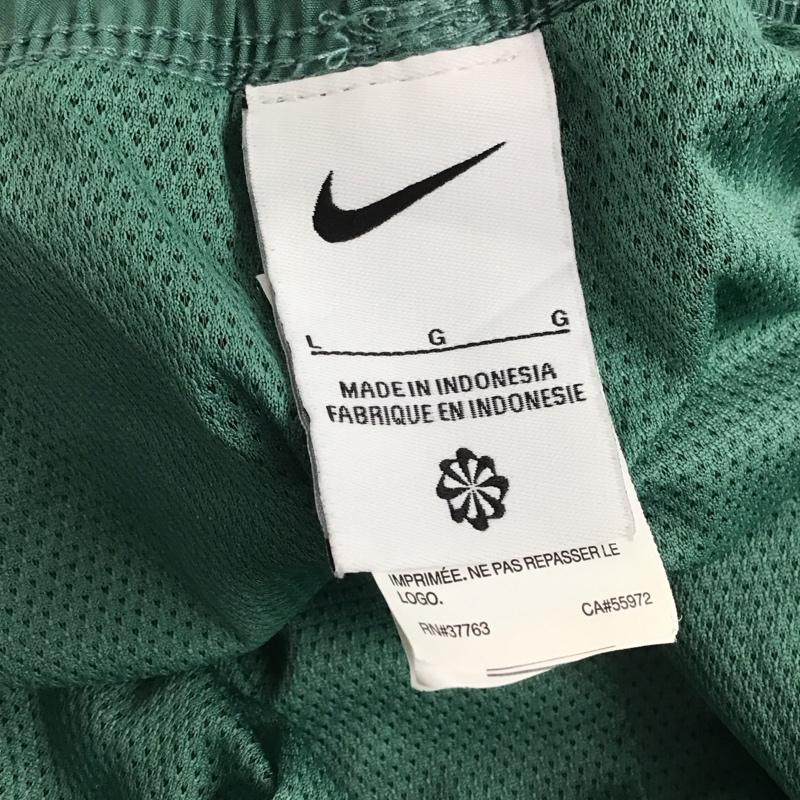 L G G
MADE IN INDONESIA
FABRIQUE EN INDONESIE
IMPRIMÉE. NE PAS REPASSER LE
LOGO.
RN#37763 CA#55972